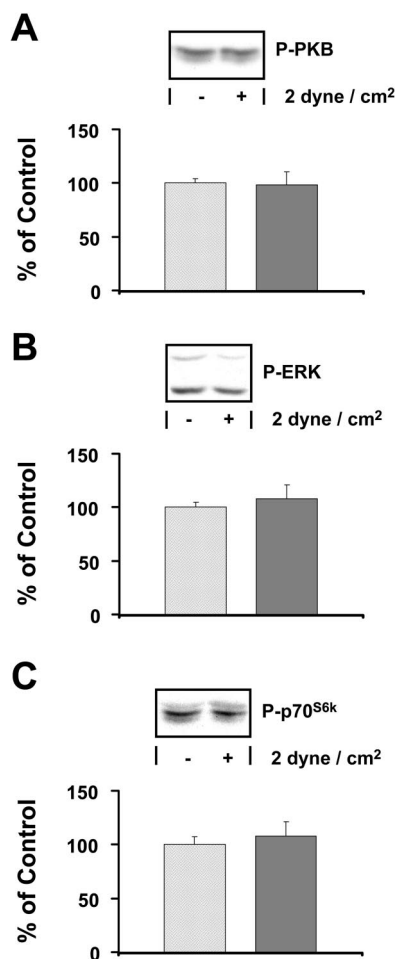 A
P-PKB
| - + | 2 dyne / cm²
150
100
50
0
% of Control
B
P-ERK
| - + | 2 dyne / cm²
150
100
50
0
% of Control
C
P-p70ˢ⁶ᵏ
| - + | 2 dyne / cm²
150
100
50
0
% of Control